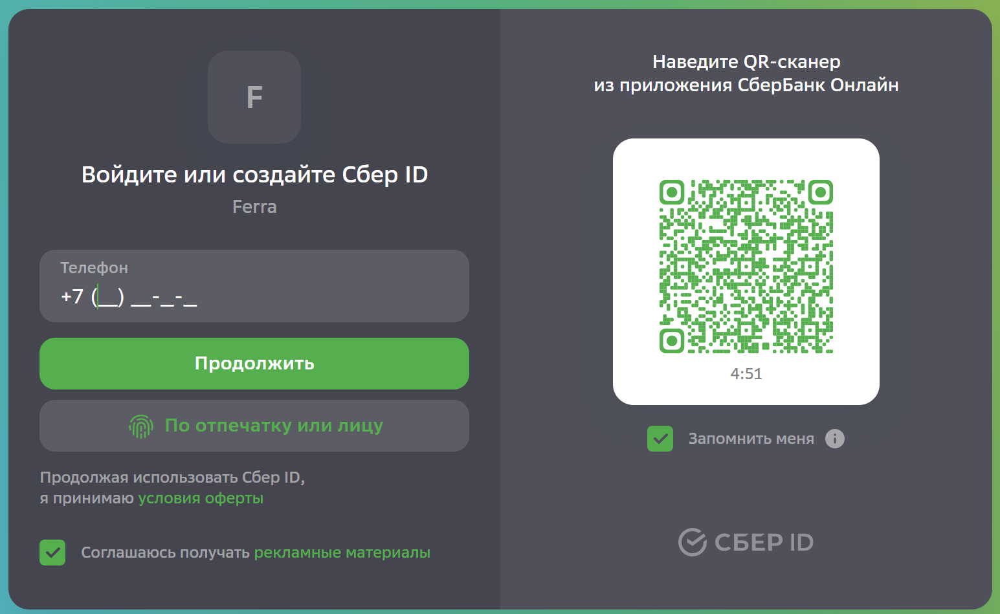 F
Войдите или создайте Сбер ID
Ferra
Телефон
+7 (__) __-_-_
Продолжить
По отпечатку или лицу
Продолжая использовать Сбер ID,
я принимаю условия оферты
Соглашаюсь получать рекламные материалы
Наведите QR-сканер
из приложения СберБанк Онлайн
4:51
Запомнить меня
СБЕР ID